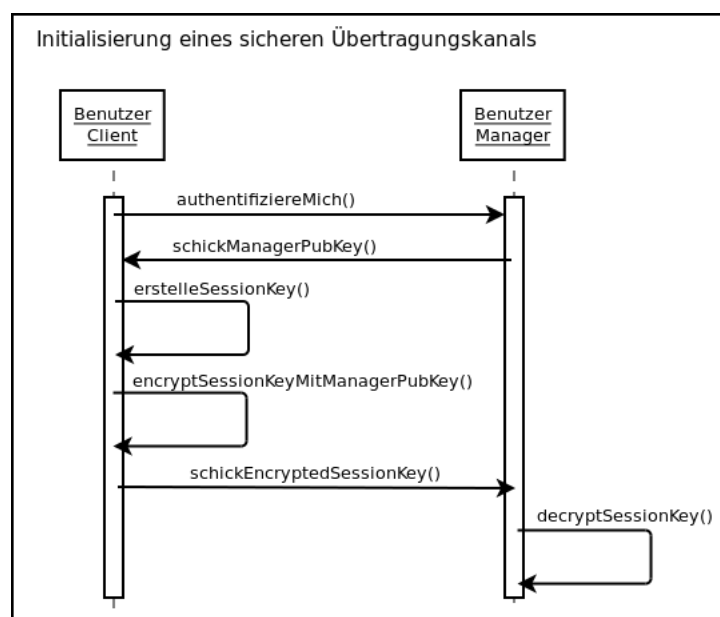 Initialisierung eines sicheren Übertragungskanals
Benutzer
Client
Benutzer
Manager
authentifiziereMich()
schickManagerPubKey()
erstelleSessionKey()
encryptSessionKeyMitManagerPubKey()
schickEncryptedSessionKey()
decryptSessionKey()